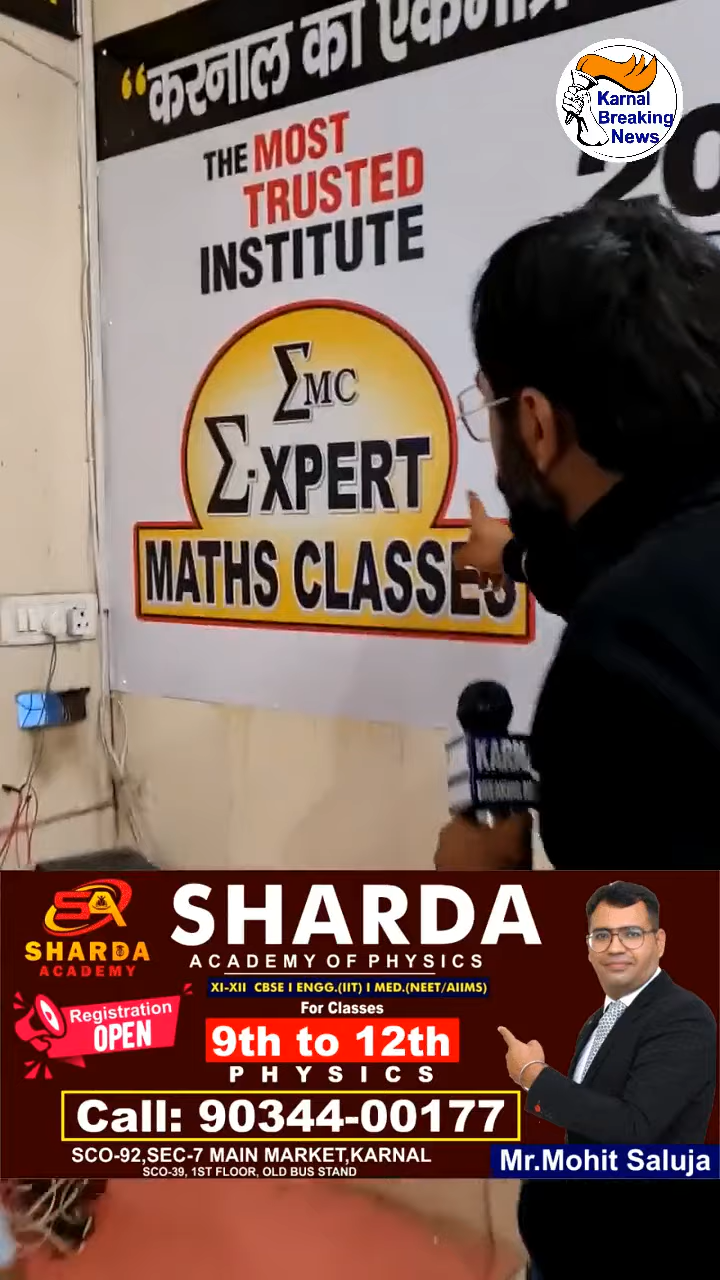 “करनाल का एकमात्र
Karnal
Breaking
News
THE MOST
TRUSTED
INSTITUTE
20
ΣMC
Σ-XPERT
MATHS CLASSES
SA
SHARDA
ACADEMY
SHARDA
ACADEMY OF PHYSICS
XI-XII CBSE I ENGG.(IIT) I MED.(NEET/AIIMS)
For Classes
Registration
OPEN
9th to 12th
PHYSICS
Call: 90344-00177
SCO-92,SEC-7 MAIN MARKET,KARNAL
SCO-39, 1ST FLOOR, OLD BUS STAND
Mr.Mohit Saluja